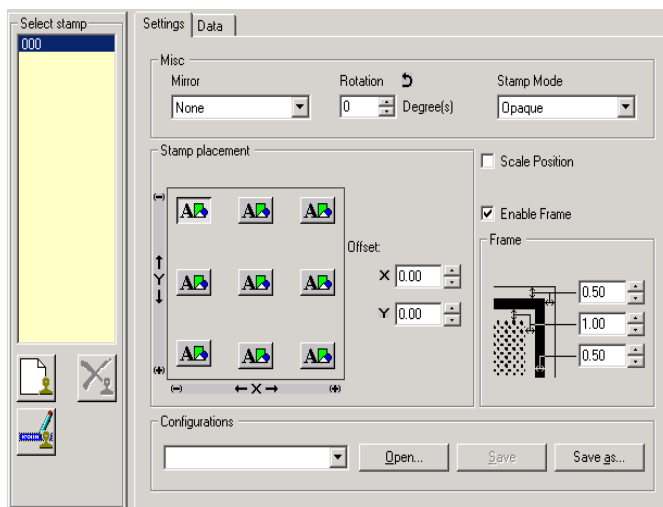 Select stamp
000
Settings Data
Misc
Mirror Rotation Stamp Mode
None 0 Degree(s) Opaque
Stamp placement
Scale Position
Enable Frame
(-)
A A A
Offset:
Frame
Y
A A A
X 0.00
0.50
Y 0.00
1.00
A A A
0.50
(+)
(-) ←X→ (+)
Configurations
Open... Save Save as...